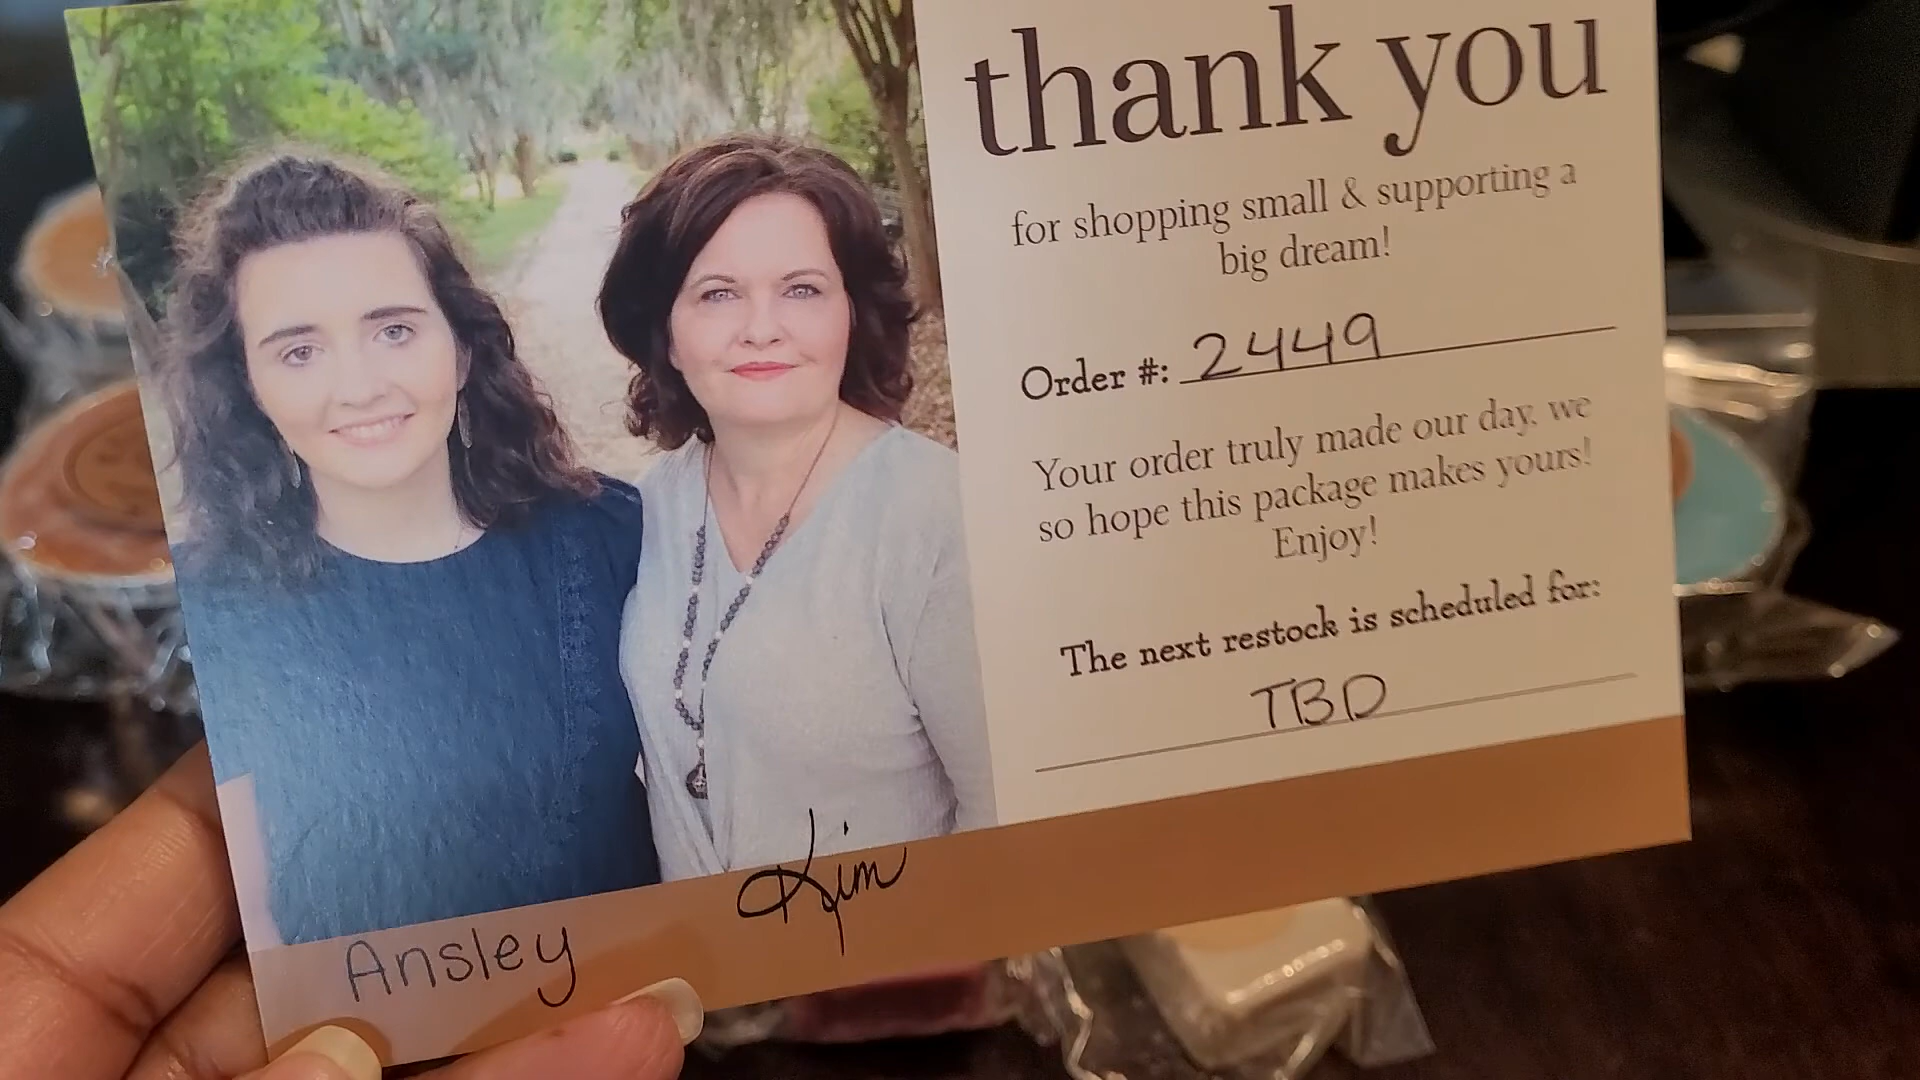 thank you
for shopping small & supporting a
big dream!
Order #: 2449
Your order truly made our day, we
so hope this package makes yours!
Enjoy!
The next restock is scheduled for:
TBD
Kim
Ansley